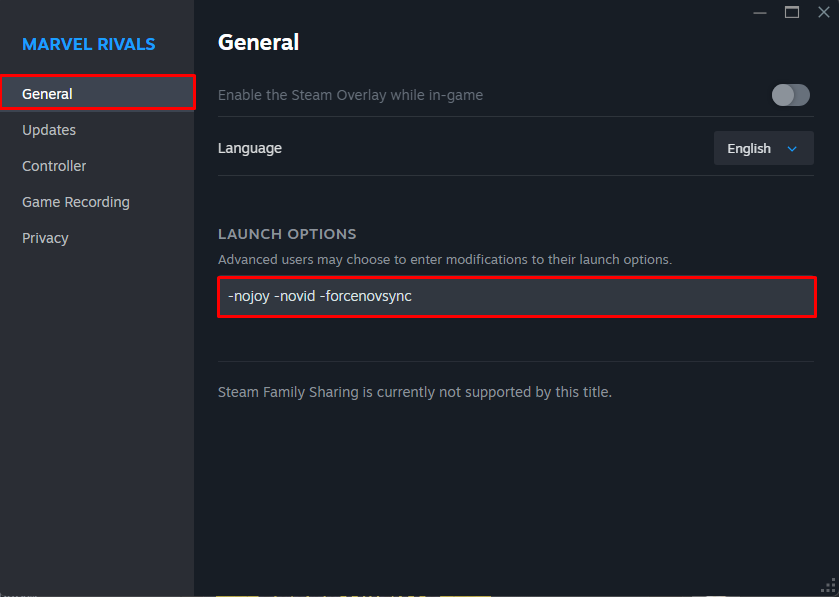 MARVEL RIVALS
General
Updates
Controller
Game Recording
Privacy
General
Enable the Steam Overlay while in-game
Language
English
LAUNCH OPTIONS
Advanced users may choose to enter modifications to their launch options.
-nojoy -novid -forcenovsync
Steam Family Sharing is currently not supported by this title.